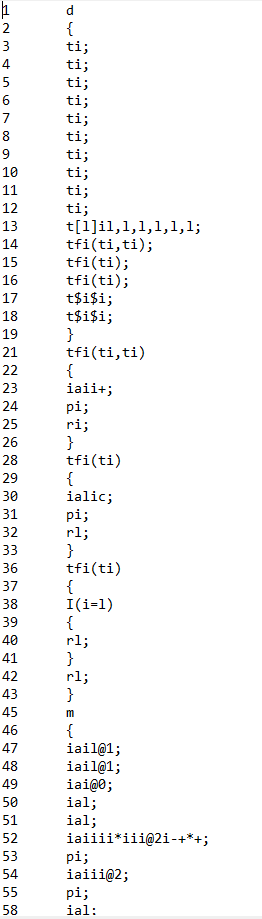 1 d
2 {
3 ti;
4 ti;
5 ti;
6 ti;
7 ti;
8 ti;
9 ti;
10 ti;
11 ti;
12 ti;
13 t[l]il,l,l,l,l,l;
14 tfi(ti,ti);
15 tfi(ti);
16 tfi(ti);
17 t$i$i;
18 t$i$i;
19 }
21 tfi(ti,ti)
22 {
23 iaii+;
24 pi;
25 ri;
26 }
28 tfi(ti)
29 {
30 ialic;
31 pi;
32 rl;
33 }
36 tfi(ti)
37 {
38 I(i=l)
39 {
40 rl;
41 }
42 rl;
43 }
45 m
46 {
47 iail@1;
48 iail@1;
49 iai@0;
50 ial;
51 ial;
52 iaiiii*iii@2i-+*+;
53 pi;
54 iaiii@2;
55 pi;
58 ial;